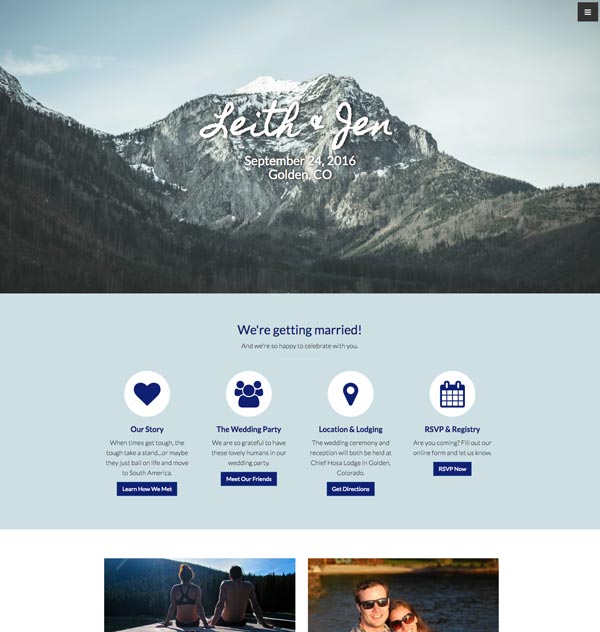 Leith & Jen
September 24, 2016
Golden, CO
We're getting married!
And we're so happy to celebrate with you.
Our Story
When times get tough, the
tough take a stand...or maybe
they just bail on life and move
to South America.
Learn How We Met
The Wedding Party
We are so grateful to have
these lovely humans in our
wedding party.
Meet Our Friends
Location & Lodging
The wedding ceremony and
reception will both be held at
Chief Hosa Lodge in Golden,
Colorado.
Get Directions
RSVP & Registry
Are you coming? Fill out our
online form and let us know.
RSVP Now